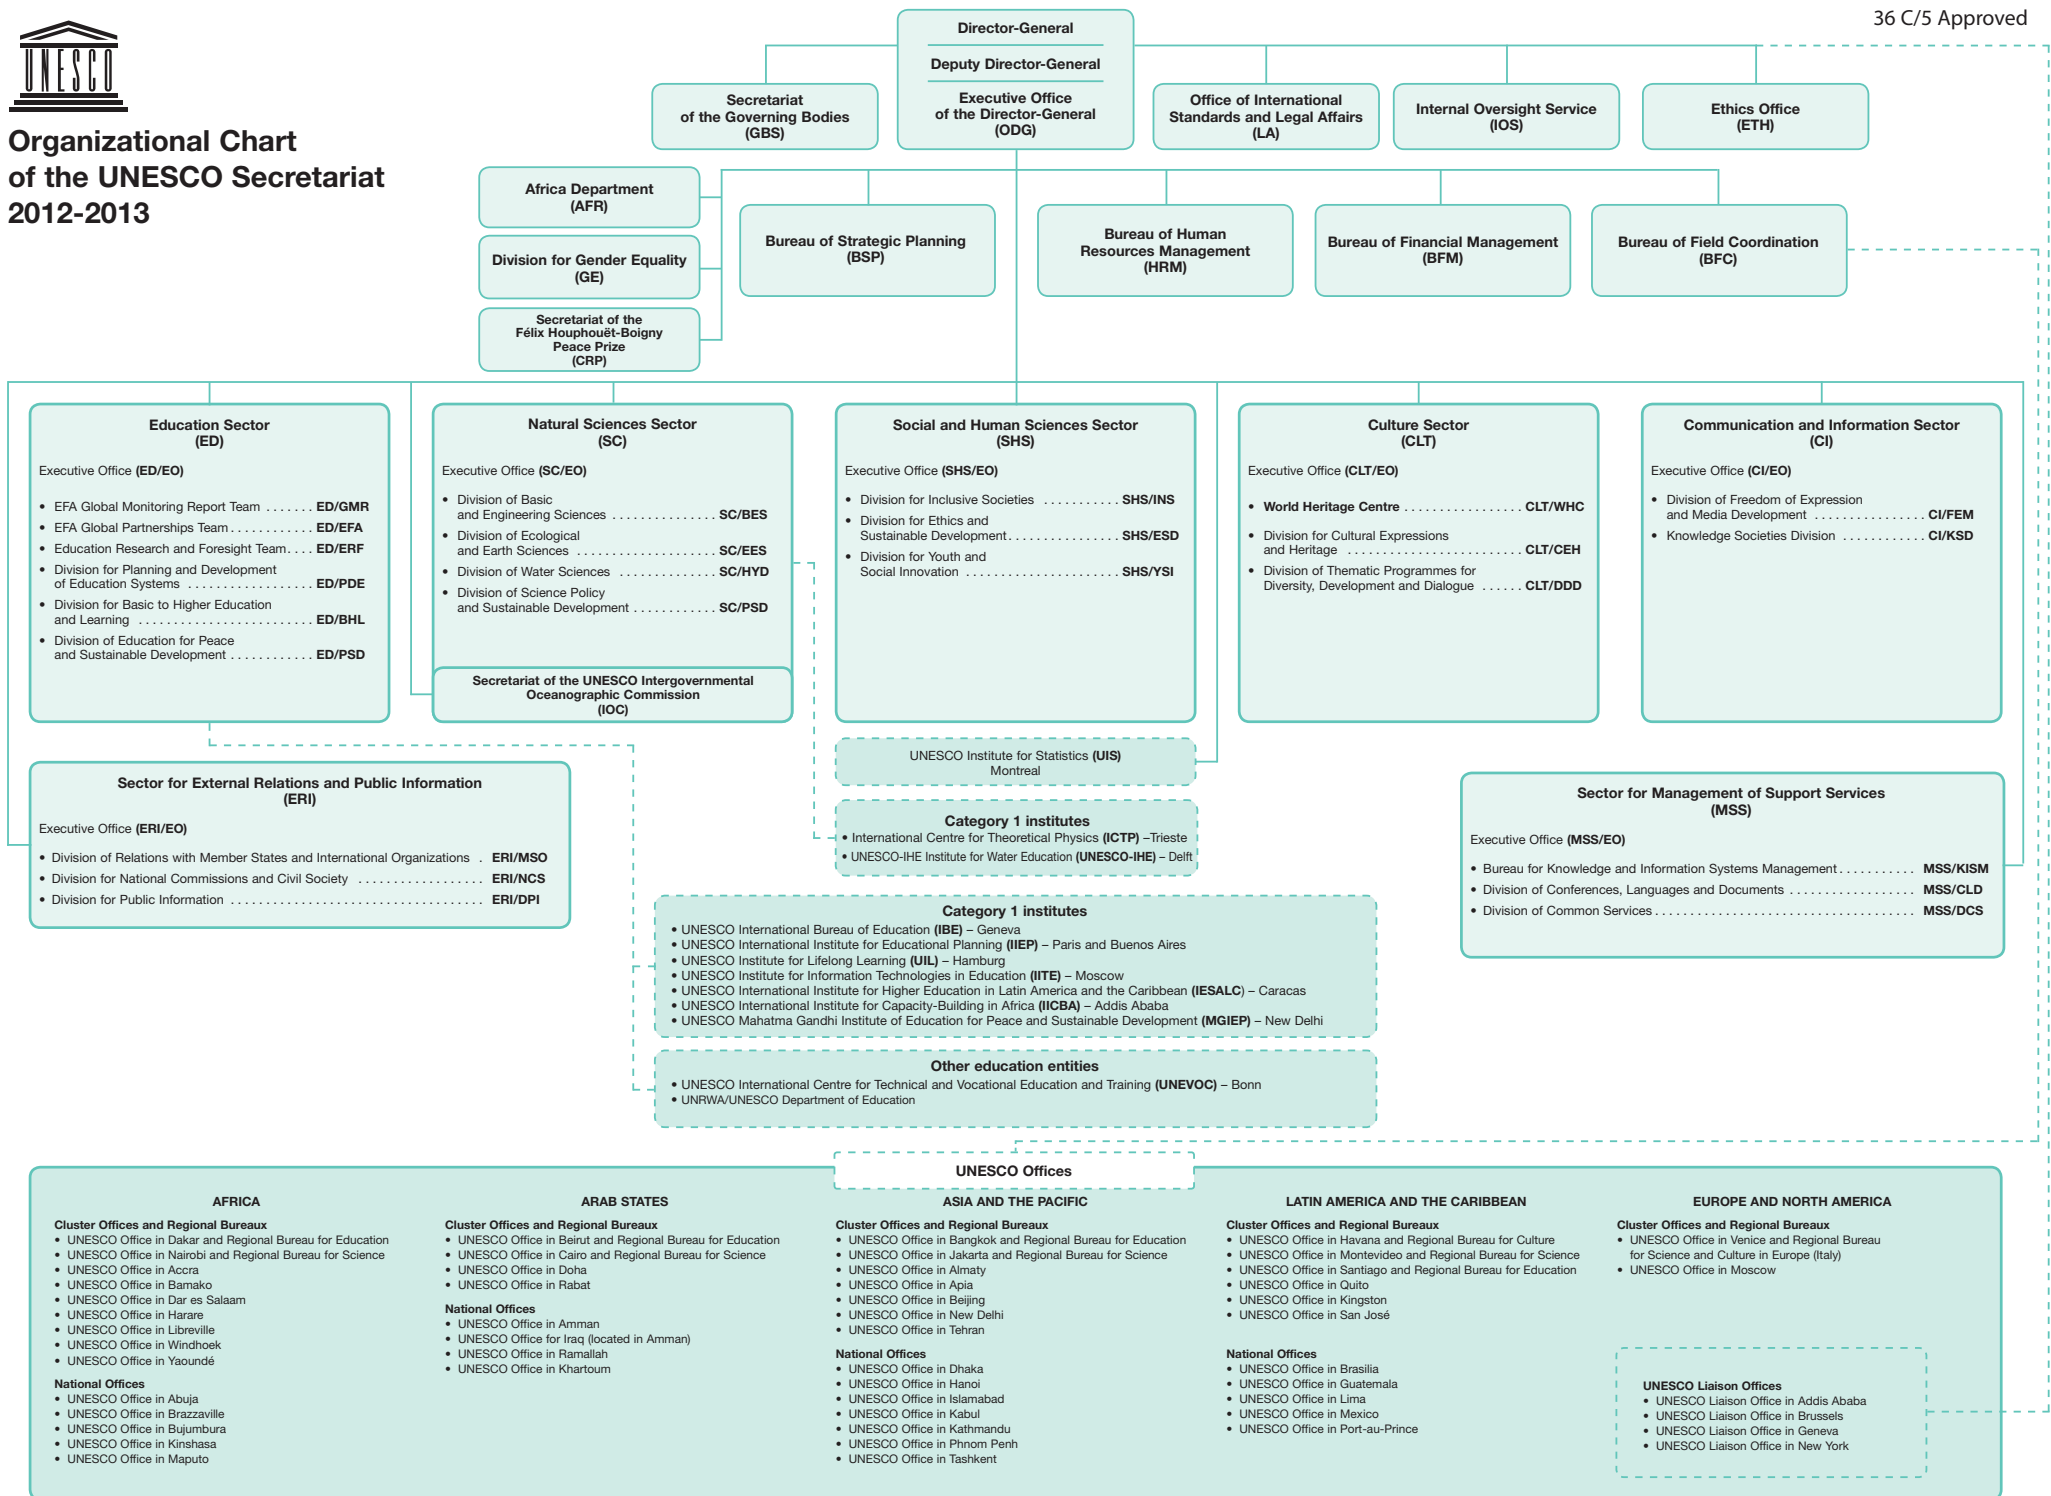 36 C/5 Approved
UNESCO
Organizational Chart
of the UNESCO Secretariat
2012-2013
Director-General
Deputy Director-General
Executive Office
of the Director-General
(ODG)
Secretariat
of the Governing Bodies
(GBS)
Office of International
Standards and Legal Affairs
(LA)
Internal Oversight Service
(IOS)
Ethics Office
(ETH)
Africa Department
(AFR)
Division for Gender Equality
(GE)
Secretariat of the
Félix Houphouët-Boigny
Peace Prize
(CRP)
Bureau of Strategic Planning
(BSP)
Bureau of Human
Resources Management
(HRM)
Bureau of Financial Management
(BFM)
Bureau of Field Coordination
(BFC)
Education Sector
(ED)
Executive Office (ED/EO)
• EFA Global Monitoring Report Team ....... ED/GMR
• EFA Global Partnerships Team ............ ED/EFA
• Education Research and Foresight Team .... ED/ERF
• Division for Planning and Development
of Education Systems .................. ED/PDE
• Division for Basic to Higher Education
and Learning ......................... ED/BHL
• Division of Education for Peace
and Sustainable Development ............ ED/PSD
Natural Sciences Sector
(SC)
Executive Office (SC/EO)
• Division of Basic
and Engineering Sciences ............... SC/BES
• Division of Ecological
and Earth Sciences .................... SC/EES
• Division of Water Sciences .............. SC/HYD
• Division of Science Policy
and Sustainable Development ............ SC/PSD
Secretariat of the UNESCO Intergovernmental
Oceanographic Commission
(IOC)
Social and Human Sciences Sector
(SHS)
Executive Office (SHS/EO)
• Division for Inclusive Societies ........... SHS/INS
• Division for Ethics and
Sustainable Development ................ SHS/ESD
• Division for Youth and
Social Innovation ...................... SHS/YSI
Culture Sector
(CLT)
Executive Office (CLT/EO)
• World Heritage Centre ................. CLT/WHC
• Division for Cultural Expressions
and Heritage ......................... CLT/CEH
• Division of Thematic Programmes for
Diversity, Development and Dialogue ...... CLT/DDD
Communication and Information Sector
(CI)
Executive Office (CI/EO)
• Division of Freedom of Expression
and Media Development ................ CI/FEM
• Knowledge Societies Division ............ CI/KSD
Sector for External Relations and Public Information
(ERI)
Executive Office (ERI/EO)
• Division of Relations with Member States and International Organizations . ERI/MSO
• Division for National Commissions and Civil Society .................. ERI/NCS
• Division for Public Information .................................... ERI/DPI
UNESCO Institute for Statistics (UIS)
Montreal
Category 1 institutes
• International Centre for Theoretical Physics (ICTP) –Trieste
• UNESCO-IHE Institute for Water Education (UNESCO-IHE) – Delft
Sector for Management of Support Services
(MSS)
Executive Office (MSS/EO)
• Bureau for Knowledge and Information Systems Management ........... MSS/KISM
• Division of Conferences, Languages and Documents .................. MSS/CLD
• Division of Common Services ..................................... MSS/DCS
Category 1 institutes
• UNESCO International Bureau of Education (IBE) – Geneva
• UNESCO International Institute for Educational Planning (IIEP) – Paris and Buenos Aires
• UNESCO Institute for Lifelong Learning (UIL) – Hamburg
• UNESCO Institute for Information Technologies in Education (IITE) – Moscow
• UNESCO International Institute for Higher Education in Latin America and the Caribbean (IESALC) – Caracas
• UNESCO International Institute for Capacity-Building in Africa (IICBA) – Addis Ababa
• UNESCO Mahatma Gandhi Institute of Education for Peace and Sustainable Development (MGIEP) – New Delhi
Other education entities
• UNESCO International Centre for Technical and Vocational Education and Training (UNEVOC) – Bonn
• UNRWA/UNESCO Department of Education
UNESCO Offices
AFRICA
Cluster Offices and Regional Bureaux
• UNESCO Office in Dakar and Regional Bureau for Education
• UNESCO Office in Nairobi and Regional Bureau for Science
• UNESCO Office in Accra
• UNESCO Office in Bamako
• UNESCO Office in Dar es Salaam
• UNESCO Office in Harare
• UNESCO Office in Libreville
• UNESCO Office in Windhoek
• UNESCO Office in Yaoundé
National Offices
• UNESCO Office in Abuja
• UNESCO Office in Brazzaville
• UNESCO Office in Bujumbura
• UNESCO Office in Kinshasa
• UNESCO Office in Maputo
ARAB STATES
Cluster Offices and Regional Bureaux
• UNESCO Office in Beirut and Regional Bureau for Education
• UNESCO Office in Cairo and Regional Bureau for Science
• UNESCO Office in Doha
• UNESCO Office in Rabat
National Offices
• UNESCO Office in Amman
• UNESCO Office for Iraq (located in Amman)
• UNESCO Office in Ramallah
• UNESCO Office in Khartoum
ASIA AND THE PACIFIC
Cluster Offices and Regional Bureaux
• UNESCO Office in Bangkok and Regional Bureau for Education
• UNESCO Office in Jakarta and Regional Bureau for Science
• UNESCO Office in Almaty
• UNESCO Office in Apia
• UNESCO Office in Beijing
• UNESCO Office in New Delhi
• UNESCO Office in Tehran
National Offices
• UNESCO Office in Dhaka
• UNESCO Office in Hanoi
• UNESCO Office in Islamabad
• UNESCO Office in Kabul
• UNESCO Office in Kathmandu
• UNESCO Office in Phnom Penh
• UNESCO Office in Tashkent
LATIN AMERICA AND THE CARIBBEAN
Cluster Offices and Regional Bureaux
• UNESCO Office in Havana and Regional Bureau for Culture
• UNESCO Office in Montevideo and Regional Bureau for Science
• UNESCO Office in Santiago and Regional Bureau for Education
• UNESCO Office in Quito
• UNESCO Office in Kingston
• UNESCO Office in San José
National Offices
• UNESCO Office in Brasilia
• UNESCO Office in Guatemala
• UNESCO Office in Lima
• UNESCO Office in Mexico
• UNESCO Office in Port-au-Prince
EUROPE AND NORTH AMERICA
Cluster Offices and Regional Bureaux
• UNESCO Office in Venice and Regional Bureau
for Science and Culture in Europe (Italy)
• UNESCO Office in Moscow
UNESCO Liaison Offices
• UNESCO Liaison Office in Addis Ababa
• UNESCO Liaison Office in Brussels
• UNESCO Liaison Office in Geneva
• UNESCO Liaison Office in New York